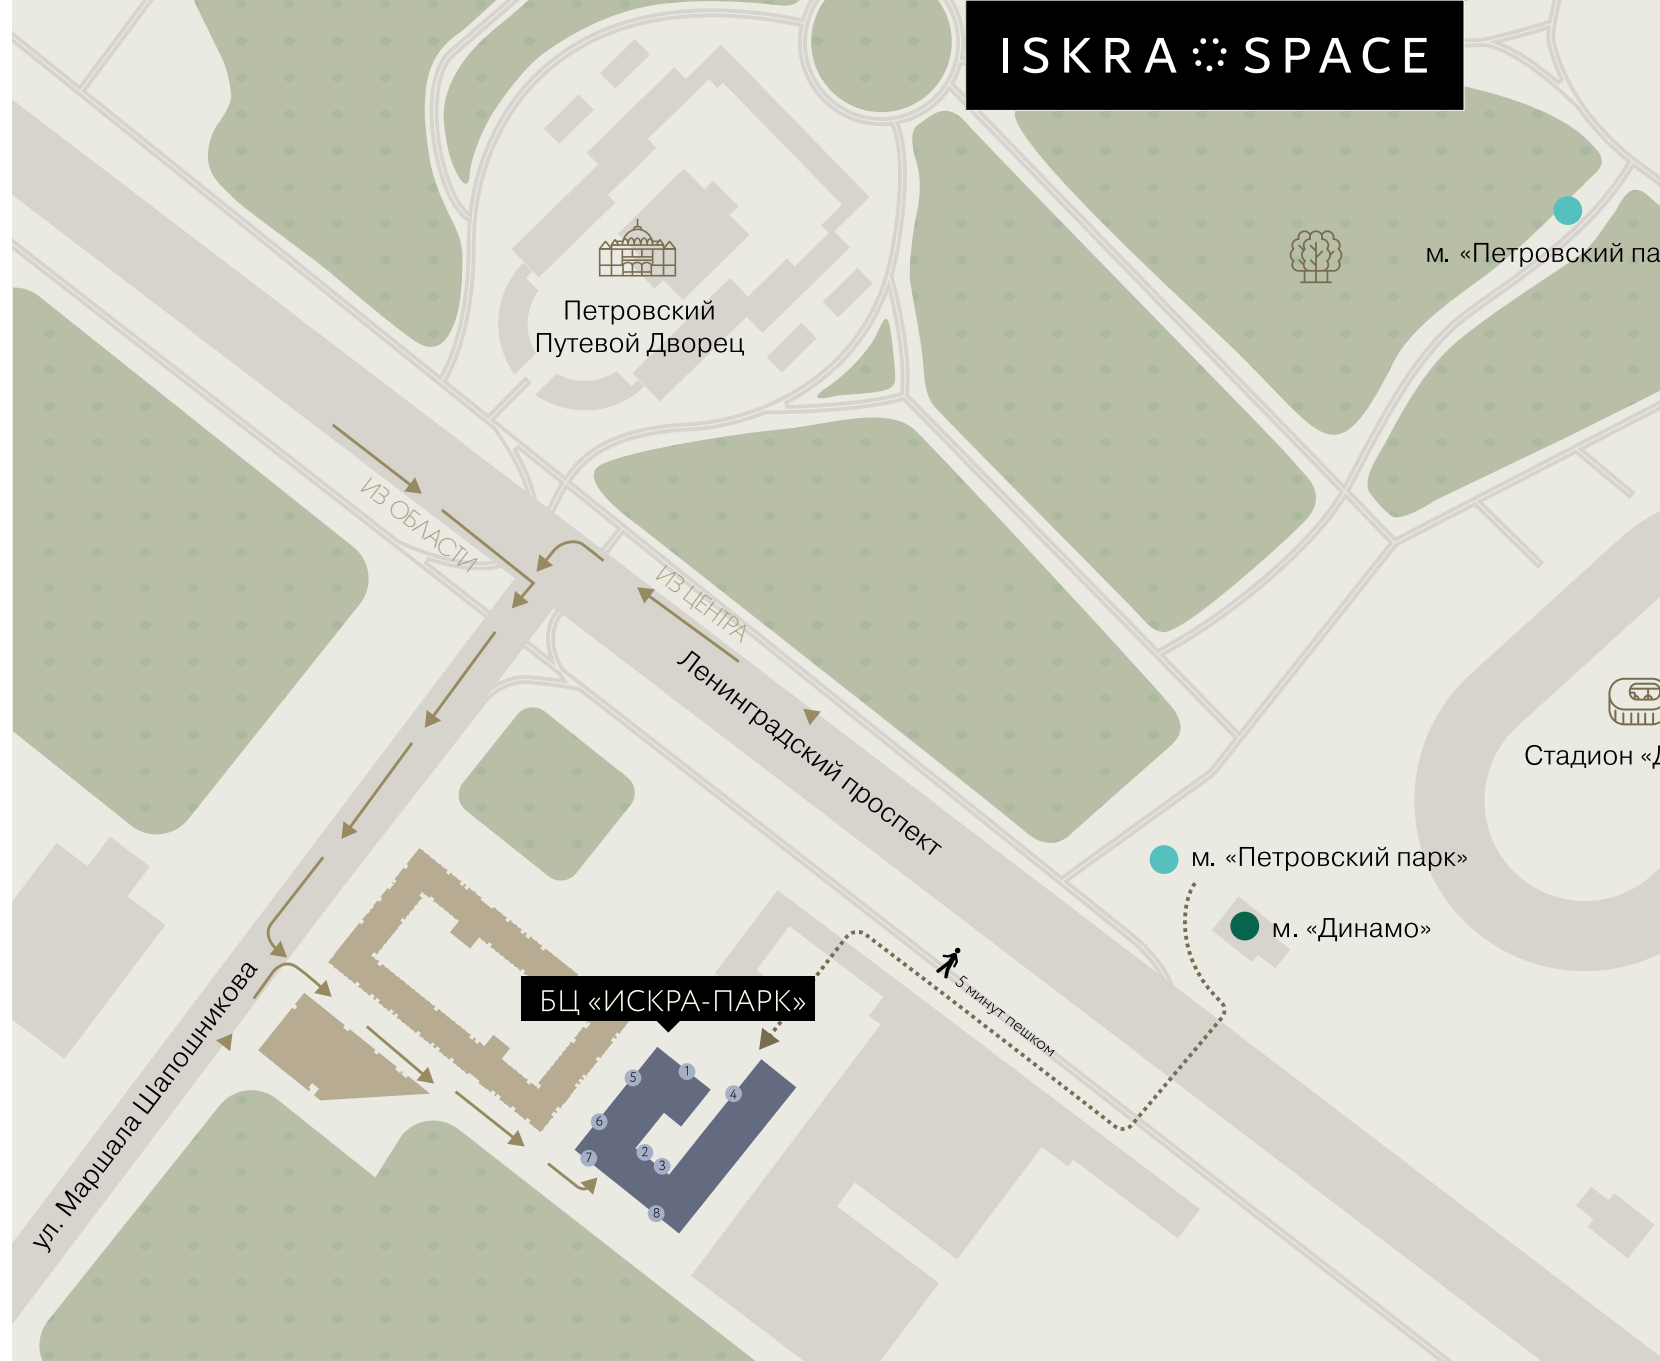 ISKRA SPACE
м. «Петровский па
Петровский
Путевой Дворец
ИЗ ОБЛАСТИ
ИЗ ЦЕНТРА
Ленинградский проспект
Стадион «Д
м. «Петровский парк»
м. «Динамо»
5 минут пешком
БЦ «ИСКРА-ПАРК»
ул. Маршала Шапошникова
1
5
4
6
2
7
3
8